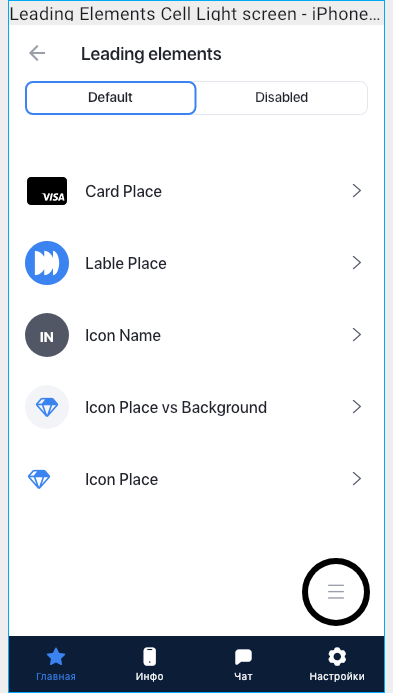 Leading Elements Cell Light screen - iPhone...
Leading elements
Default
Disabled
VISA
Card Place
Lable Place
IN
Icon Name
Icon Place vs Background
Icon Place
Главная
Инфо
Чат
Настройки